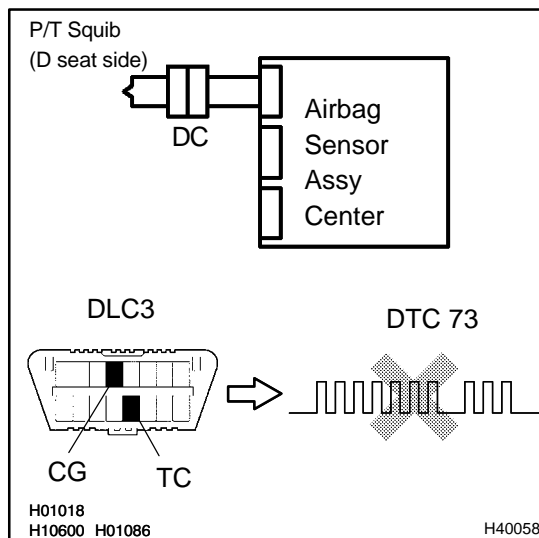 P/T Squib
(D seat side)
DC
Airbag
Sensor
Assy
Center
DLC3
DTC 73
CG
TC
H01018
H10600 H01086
H40058